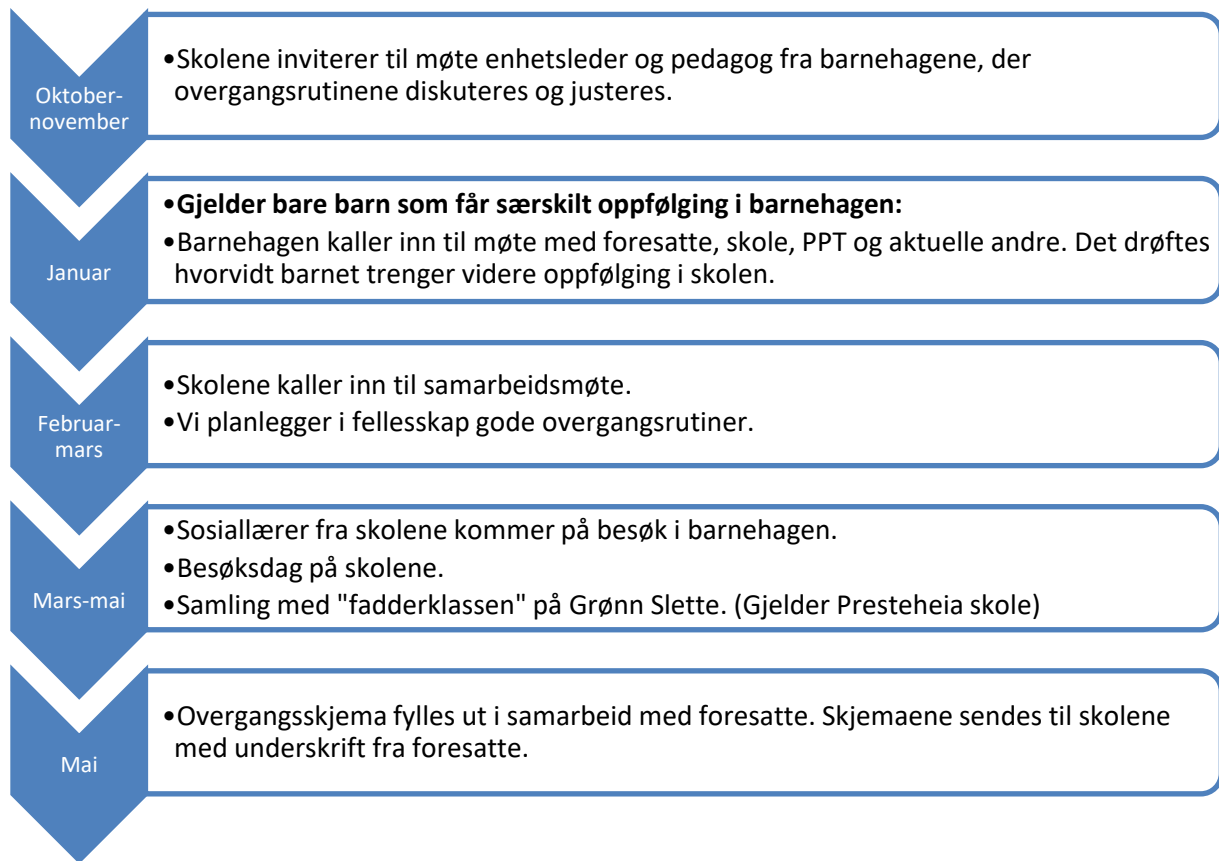 Oktober-
november
•Skolene inviterer til møte enhetsleder og pedagog fra barnehagene, der
overgangsrutinene diskuteres og justeres.
Januar
•Gjelder bare barn som får særskilt oppfølging i barnehagen:
•Barnehagen kaller inn til møte med foresatte, skole, PPT og aktuelle andre. Det drøftes
hvorvidt barnet trenger videre oppfølging i skolen.
Februar-
mars
•Skolene kaller inn til samarbeidsmøte.
•Vi planlegger i fellesskap gode overgangsrutiner.
Mars-mai
•Sosiallærer fra skolene kommer på besøk i barnehagen.
•Besøksdag på skolene.
•Samling med "fadderklassen" på Grønn Slette. (Gjelder Presteheia skole)
Mai
•Overgangsskjema fylles ut i samarbeid med foresatte. Skjemaene sendes til skolene
med underskrift fra foresatte.